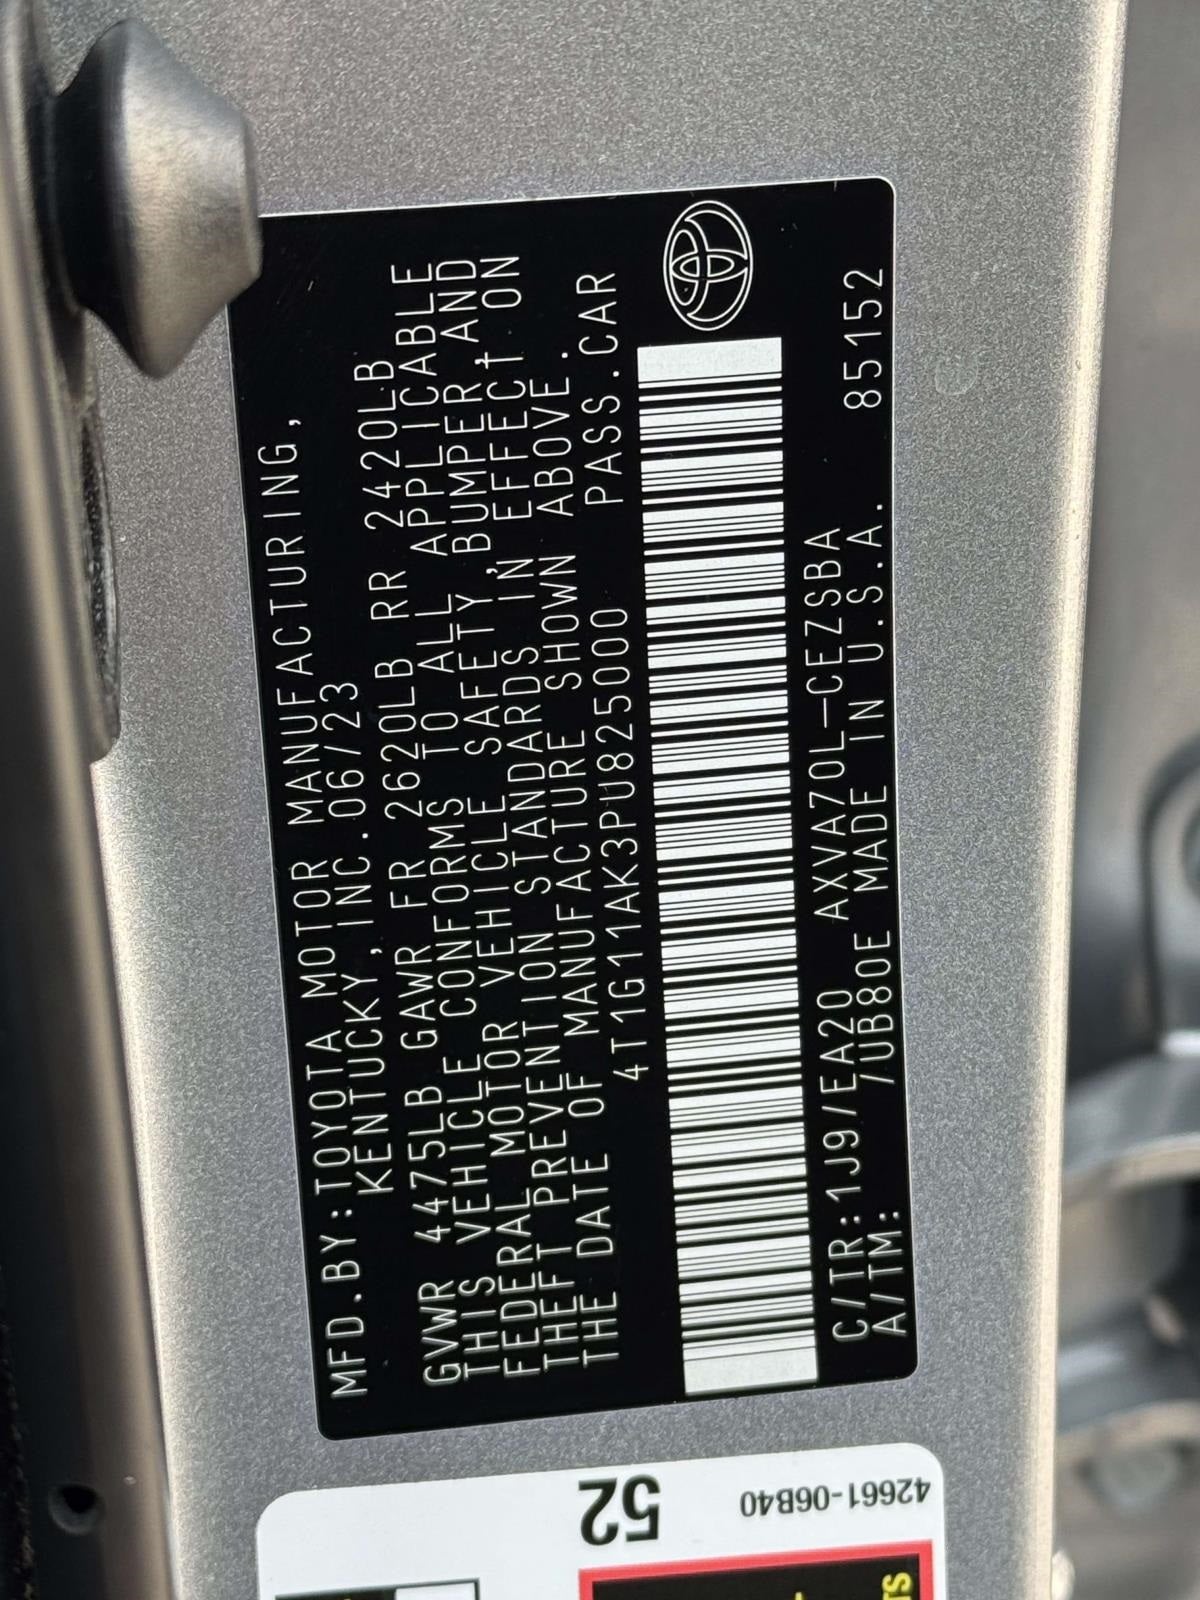 MFD.BY:TOYOTA MOTOR MANUFACTURING,
KENTUCKY,INC.06/23
GVWR 4475LB GAWR FR 2620LB RR 2420LB
THIS VEHICLE CONFORMS TO ALL APPLICABLE
FEDERAL MOTOR VEHICLE SAFETY, BUMPER, AND
THEFT PREVENTION STANDARDS IN EFFECT ON
THE DATE OF MANUFACTURE SHOWN ABOVE.
4T1G11AK3PU825000 PASS.CAR
C/TR:1J9/EA20 AXVA70L-CEZSBA
A/TM: /UB80E MADE IN U.S.A. 85152
42661-06B40
52